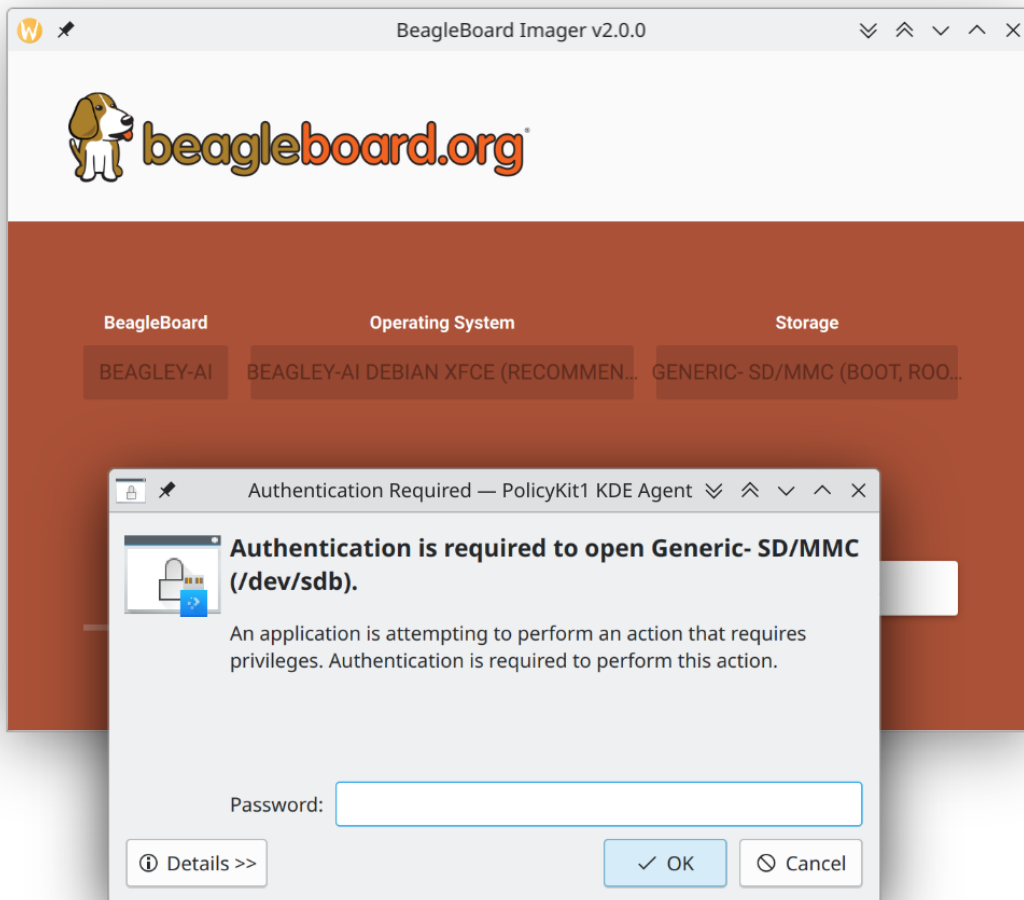 BeagleBoard Imager v2.0.0
beagleboard.org®
BeagleBoard
Operating System
Storage
BEAGLEY-AI
BEAGLEY-AI DEBIAN XFCE (RECOMMEN...
GENERIC- SD/MMC (BOOT, ROO...
Authentication Required — PolicyKit1 KDE Agent
Authentication is required to open Generic- SD/MMC
(/dev/sdb).
An application is attempting to perform an action that requires
privileges. Authentication is required to perform this action.
Password:
Details >>
OK
Cancel